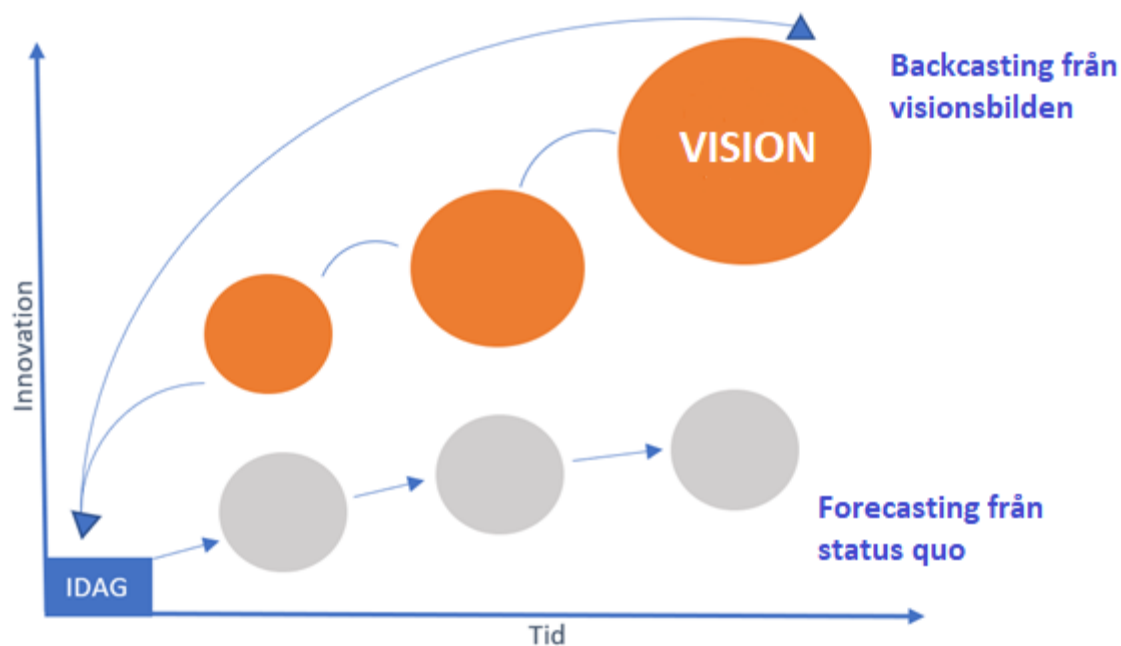 Backcasting från
visionsbilden
VISION
Innovation
Forecasting från
status quo
IDAG
Tid